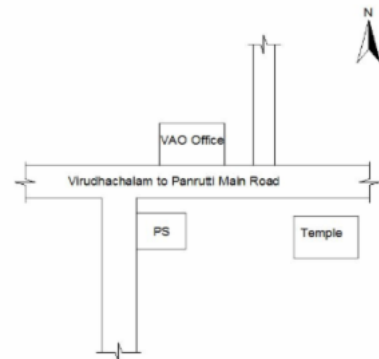 N
VAO Office
Virudhachalam to Panrutti Main Road
PS
Temple